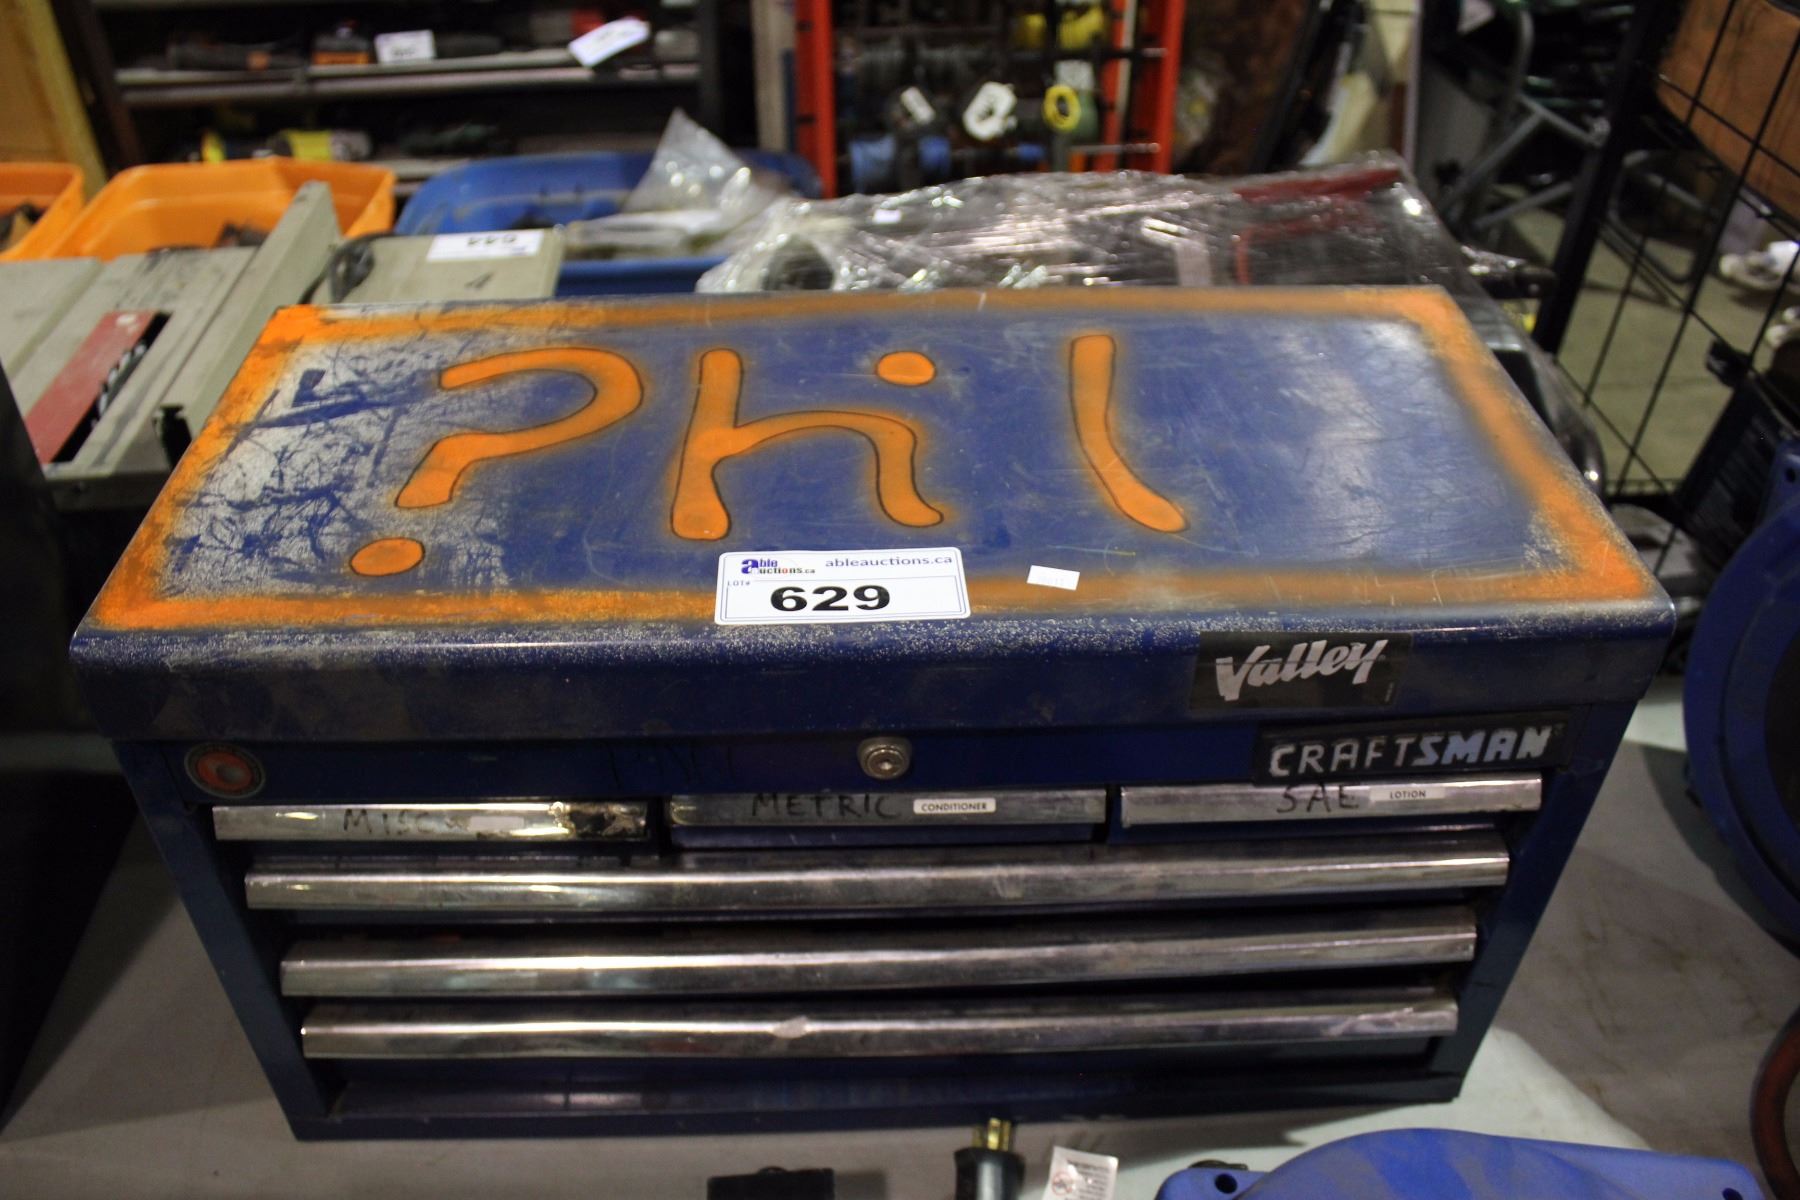 ?hil
able Auctions.ca
ableauctions.ca
LOT#
629
Valley
CRAFTSMAN
MISC
METRIC
CONDITIONER
SAE
LOTION